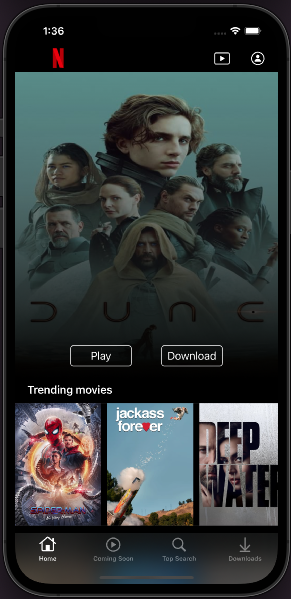 1:36
N
DUNE
Play
Download
Trending movies
SPIDER-MAN
jackass
forever
DEEP
WATER
Home
Coming Soon
Top Search
Downloads